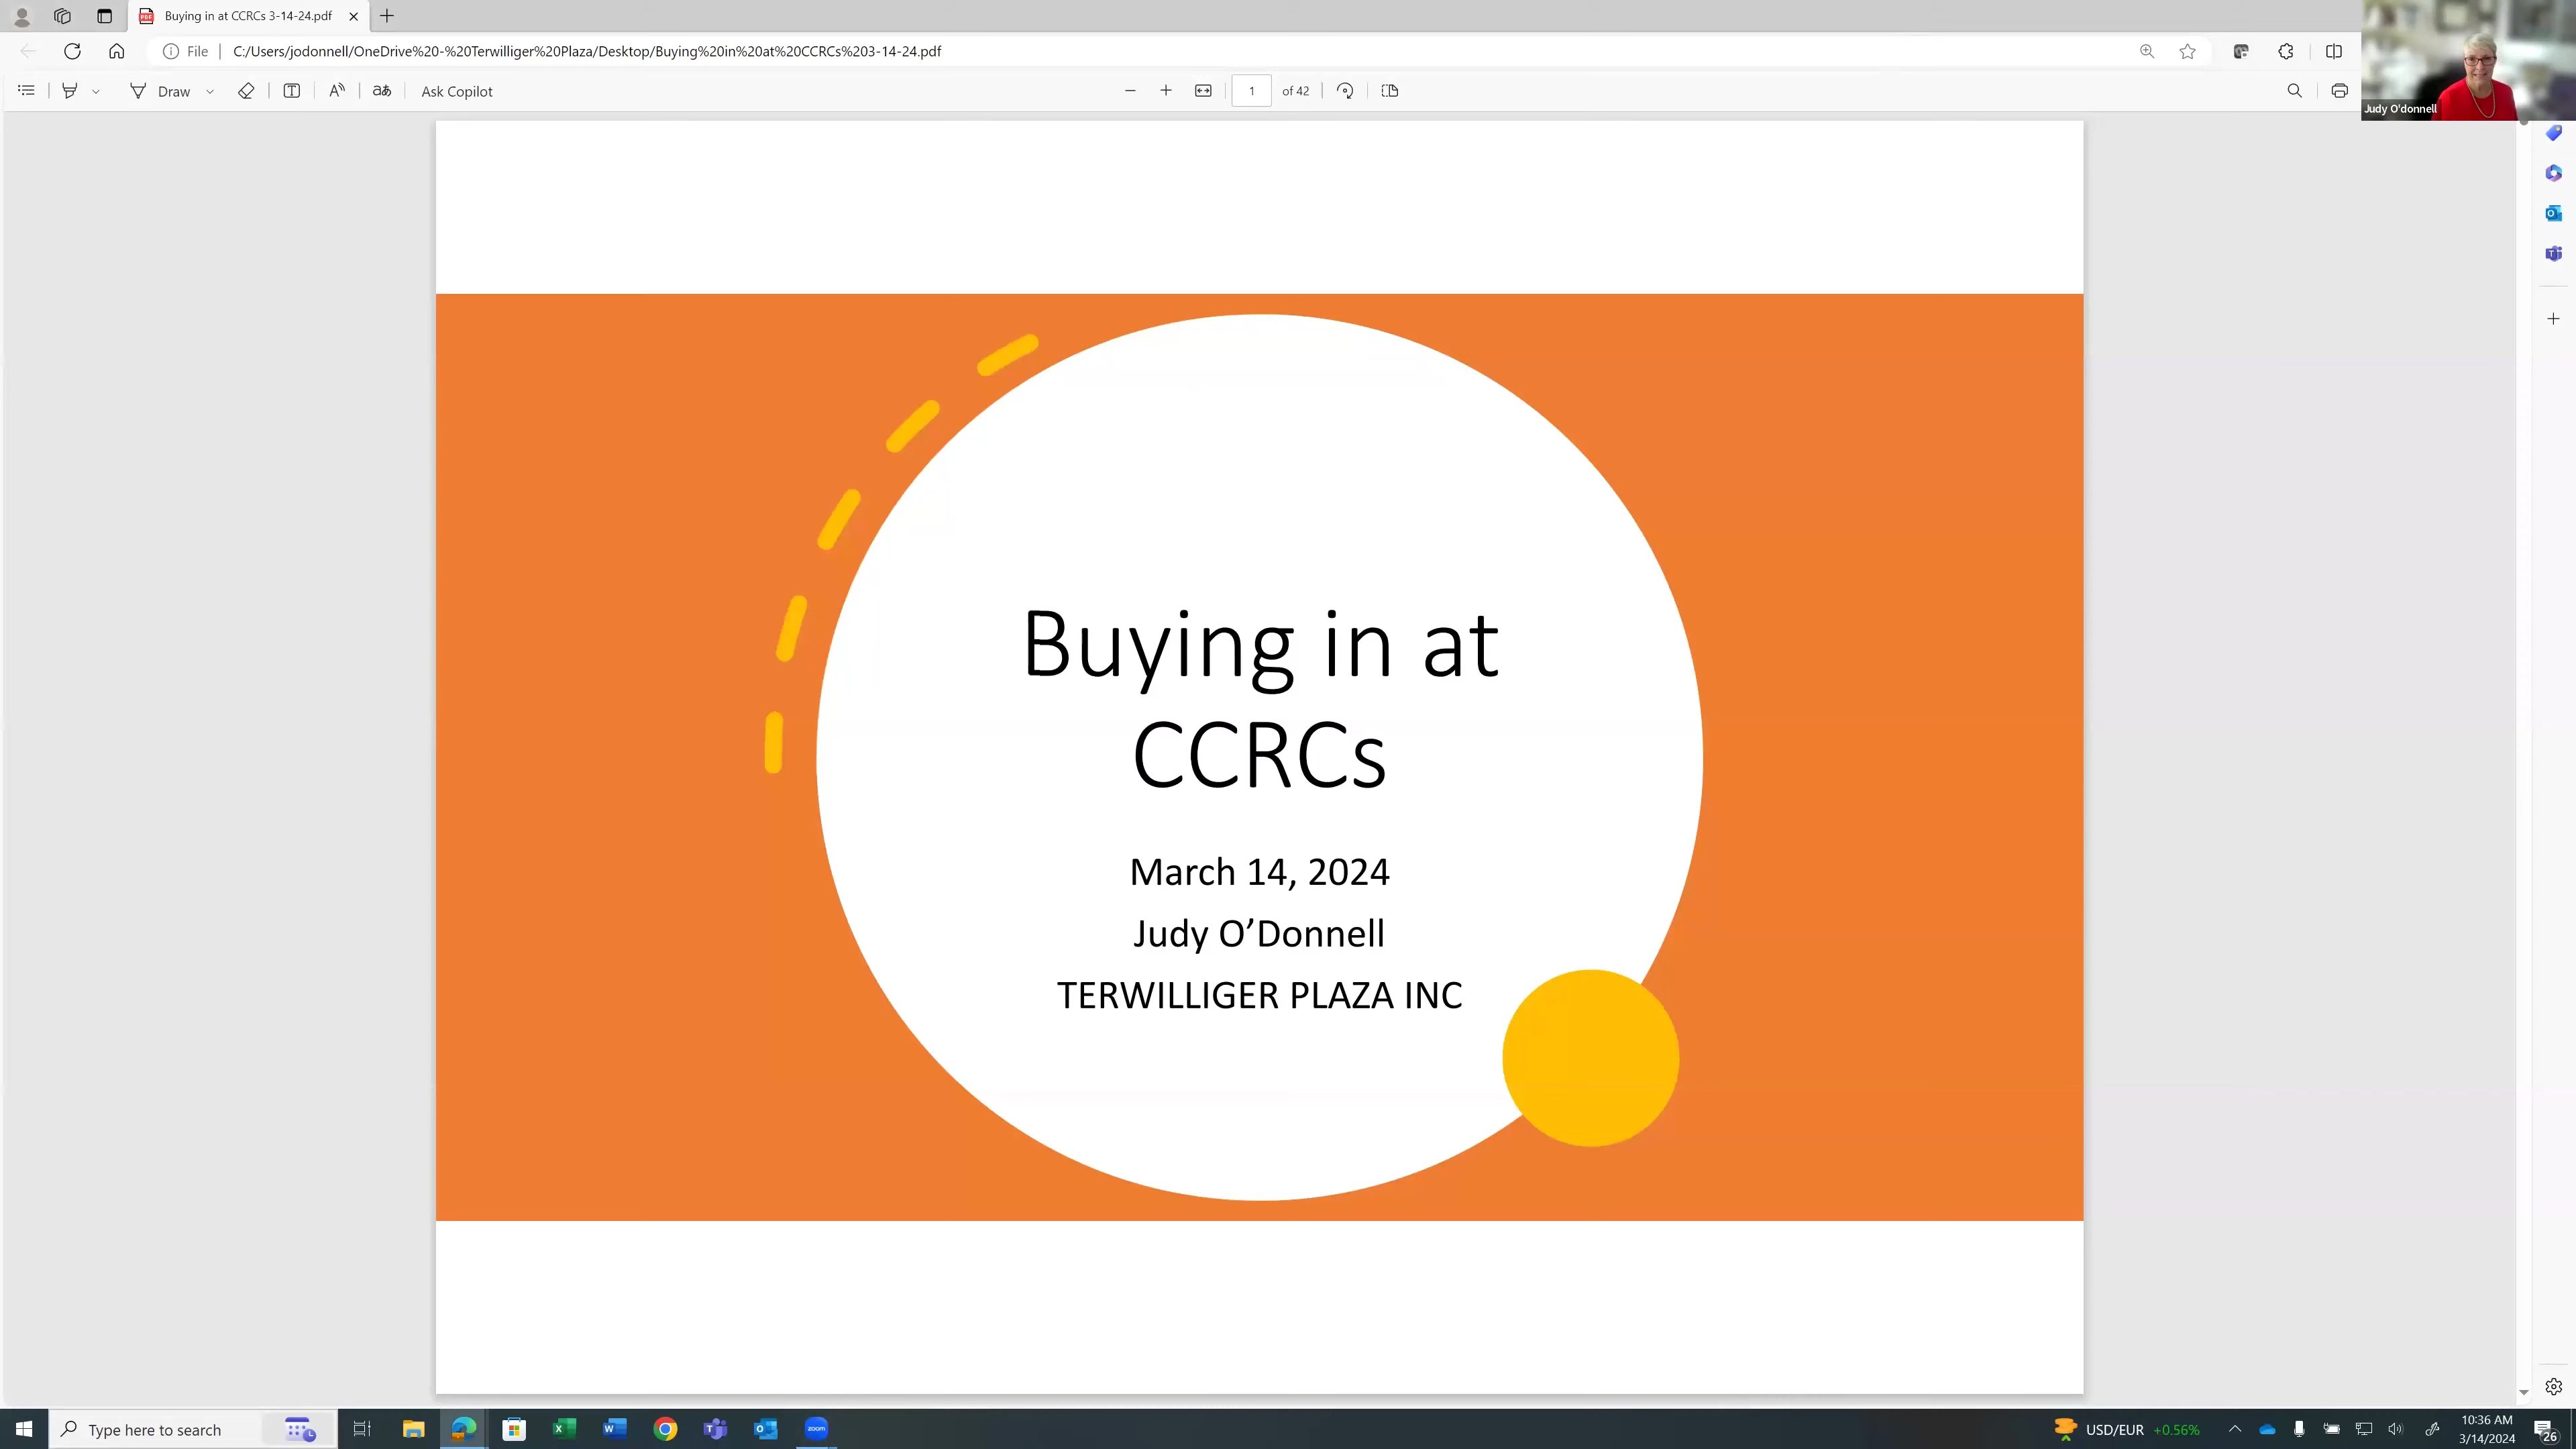 Buying in at CCRCs 3-14-24.pdf
File
C:/Users/jodonnell/OneDrive%20-%20Terwilliger%20Plaza/Desktop/Buying%20in%20at%20CCRCs%203-14-24.pdf
Draw
Ask Copilot
1 of 42
Judy O'donnell
Buying in at
CCRCs
March 14, 2024
Judy O’Donnell
TERWILLIGER PLAZA INC
Type here to search
zoom
USD/EUR +0.56%
10:36 AM
3/14/2024
26